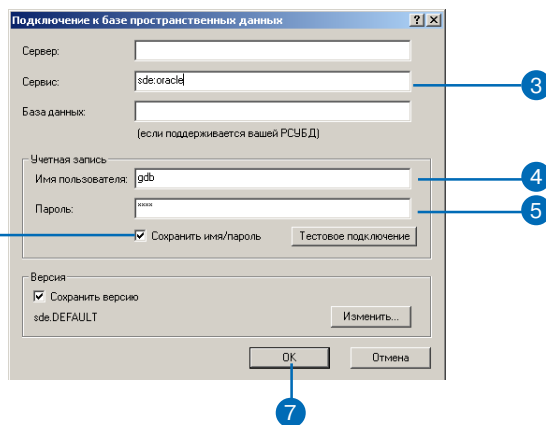 Подключение к базе пространственных данных
Сервер:
Сервис: sde:oracle 3
База данных:
(если поддерживается вашей РСУБД)
Учетная запись
Имя пользователя: gdb 4
Пароль: **** 5
Сохранить имя/пароль Тестовое подключение
Версия
Сохранить версию
sde.DEFAULT Изменить...
OK Отмена
7